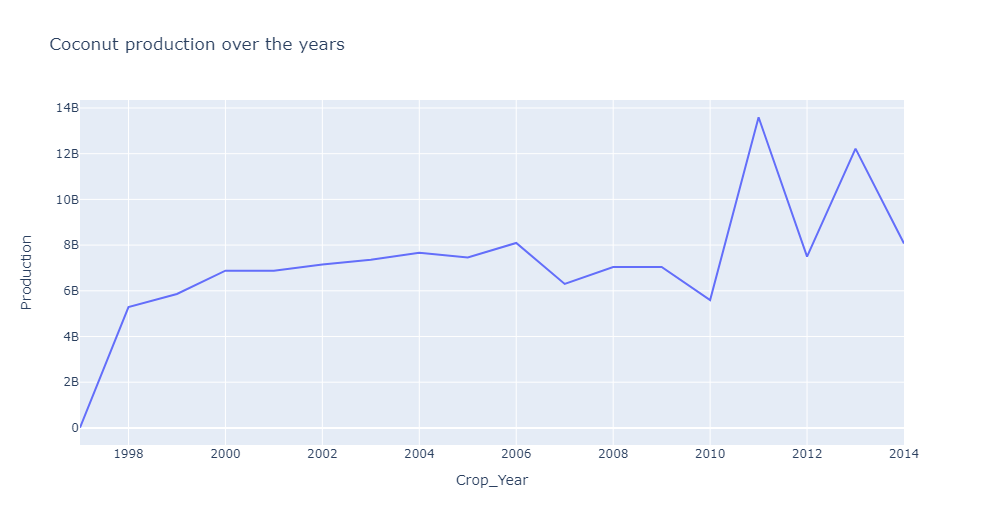 Coconut production over the years
14B
12B
10B
8B
6B
4B
2B
0
Production
1998 2000 2002 2004 2006 2008 2010 2012 2014
Crop_Year